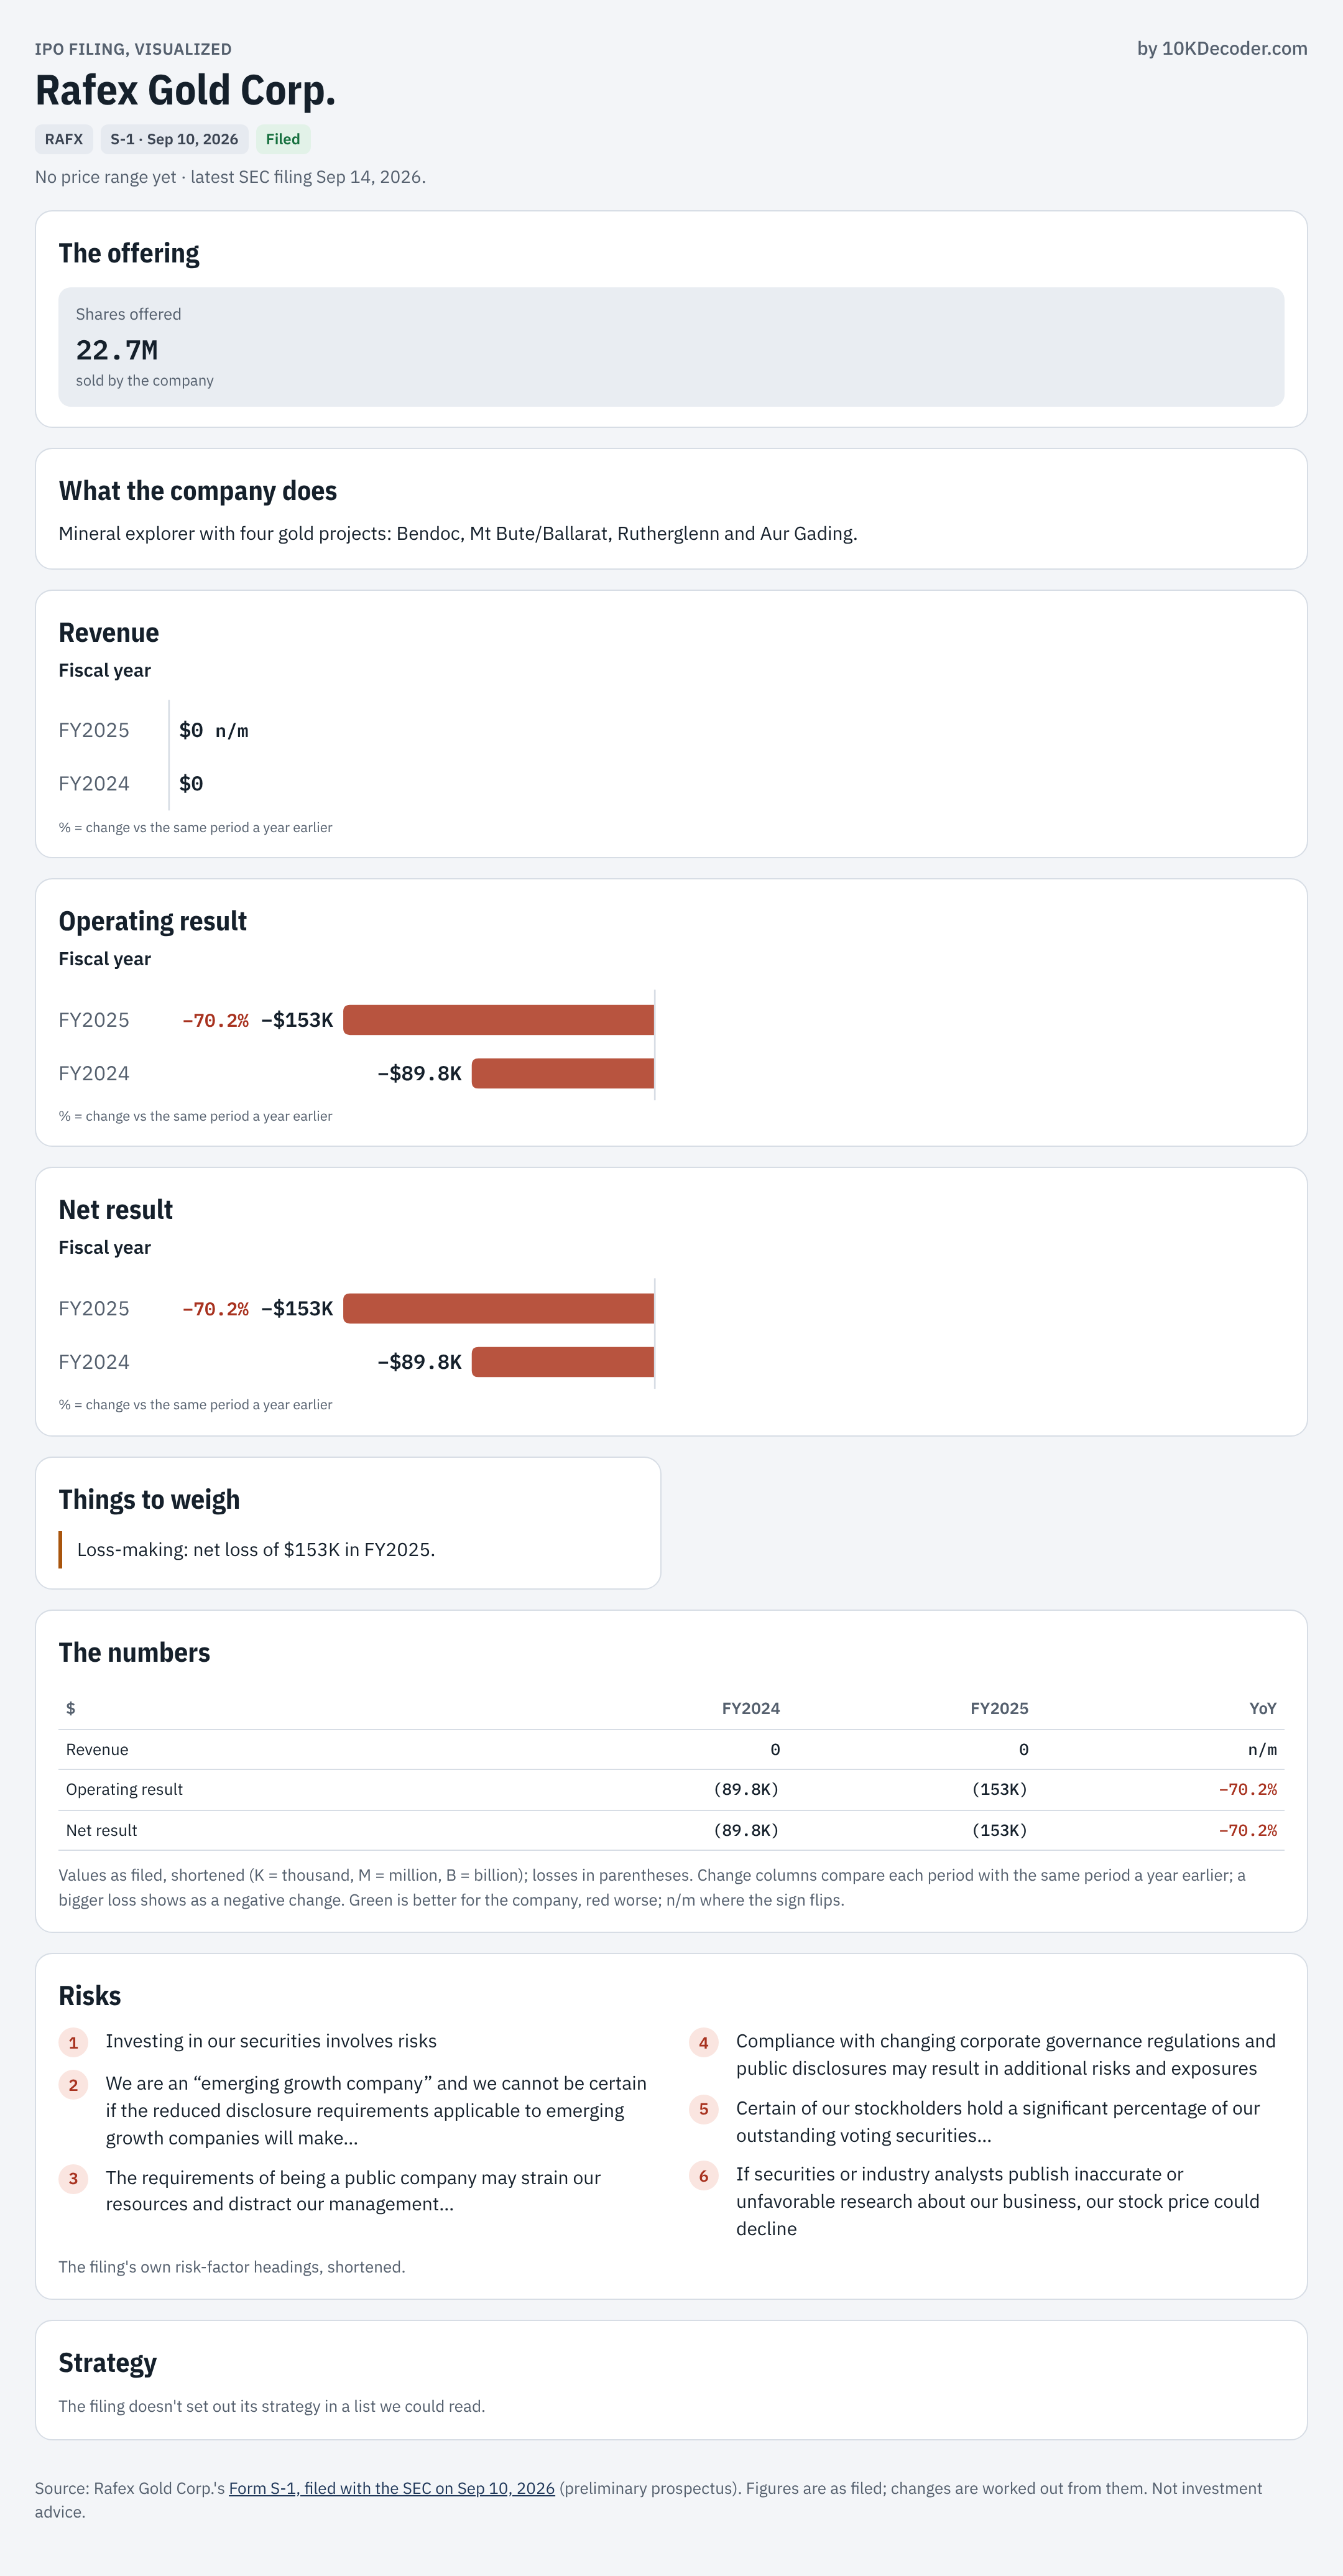 IPO FILING, VISUALIZED
by 10KDecoder.com
Rafex Gold Corp.
RAFX
S-1 · Sep 10, 2026
Filed
No price range yet · latest SEC filing Sep 14, 2026.
The offering
Shares offered
22.7M
sold by the company
What the company does
Mineral explorer with four gold projects: Bendoc, Mt Bute/Ballarat, Rutherglenn and Aur Gading.
Revenue
Fiscal year
FY2025 $0 n/m
FY2024 $0
% = change vs the same period a year earlier
Operating result
Fiscal year
FY2025 −70.2% −$153K
FY2024 −$89.8K
% = change vs the same period a year earlier
Net result
Fiscal year
FY2025 −70.2% −$153K
FY2024 −$89.8K
% = change vs the same period a year earlier
Things to weigh
Loss-making: net loss of $153K in FY2025.
The numbers
$ FY2024 FY2025 YoY
Revenue 0 0 n/m
Operating result (89.8K) (153K) −70.2%
Net result (89.8K) (153K) −70.2%
Values as filed, shortened (K = thousand, M = million, B = billion); losses in parentheses. Change columns compare each period with the same period a year earlier; a
bigger loss shows as a negative change. Green is better for the company, red worse; n/m where the sign flips.
Risks
1 Investing in our securities involves risks
2 We are an “emerging growth company” and we cannot be certain
if the reduced disclosure requirements applicable to emerging
growth companies will make…
3 The requirements of being a public company may strain our
resources and distract our management…
4 Compliance with changing corporate governance regulations and
public disclosures may result in additional risks and exposures
5 Certain of our stockholders hold a significant percentage of our
outstanding voting securities…
6 If securities or industry analysts publish inaccurate or
unfavorable research about our business, our stock price could
decline
The filing's own risk-factor headings, shortened.
Strategy
The filing doesn't set out its strategy in a list we could read.
Source: Rafex Gold Corp.'s Form S-1, filed with the SEC on Sep 10, 2026 (preliminary prospectus). Figures are as filed; changes are worked out from them. Not investment
advice.